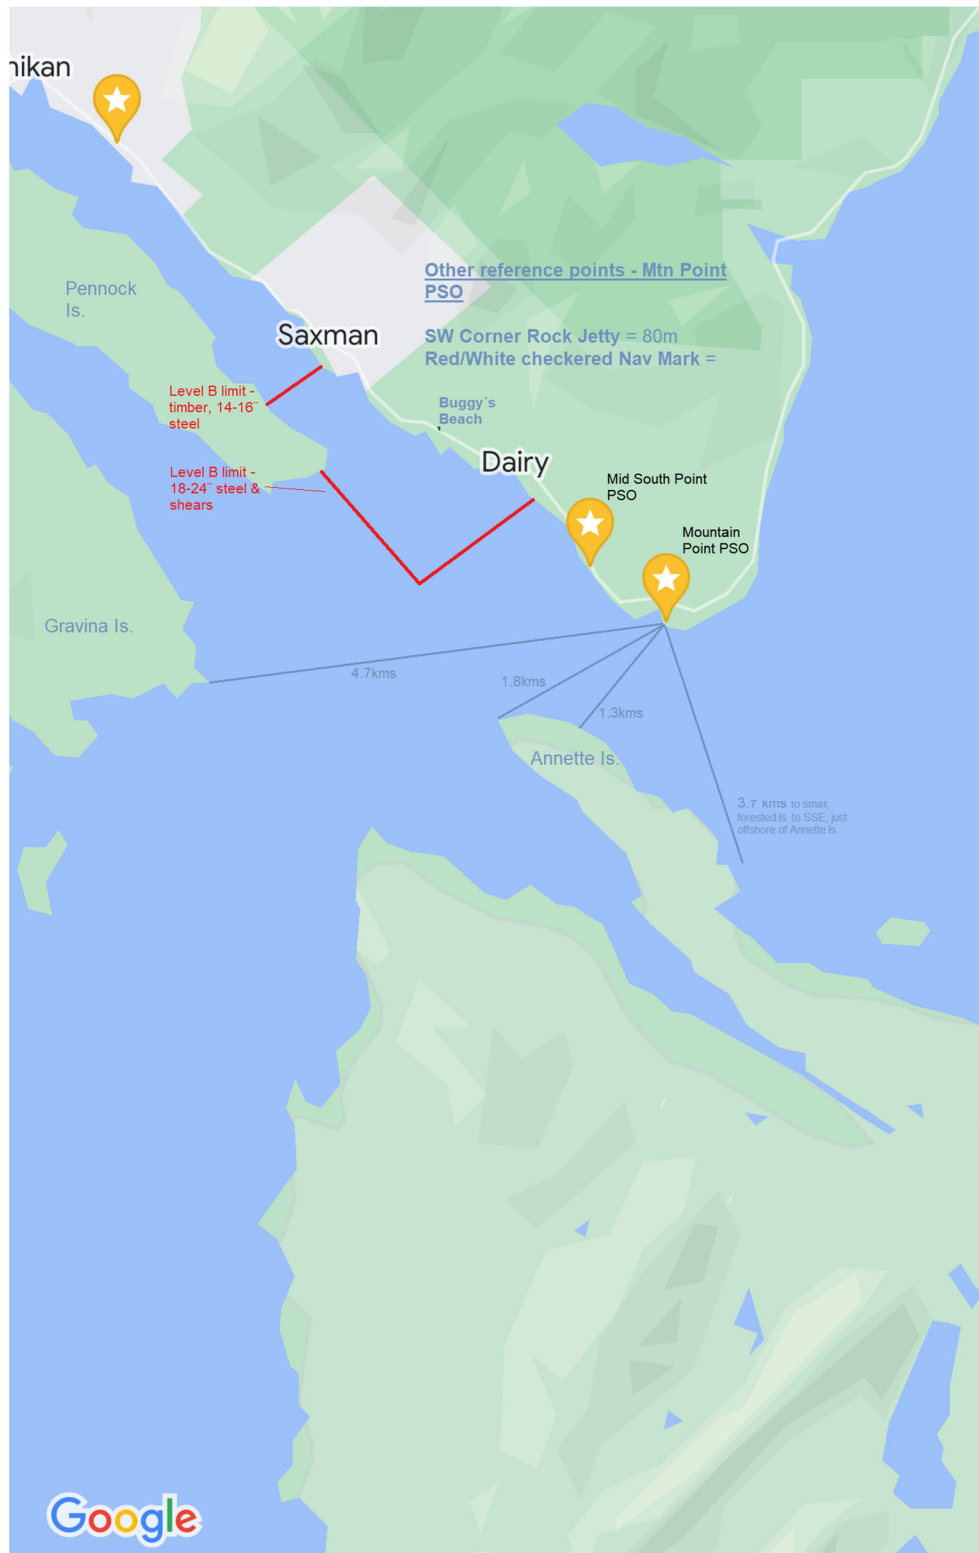 nikan
Other reference points - Mtn Point
PSO
Pennock
Is.
SW Corner Rock Jetty = 80m
Red/White checkered Nav Mark =
Saxman
Level B limit -
timber, 14-16¨
steel
Buggy´s
Beach
Dairy
Level B limit -
18-24¨ steel &
shears
Mid South Point
PSO
Mountain
Point PSO
Gravina Is.
4.7kms
1.8kms
1.3kms
Annette Is.
3.7 kms to small,
forested Is. to SSE, just
offshore of Annette Is.
Google